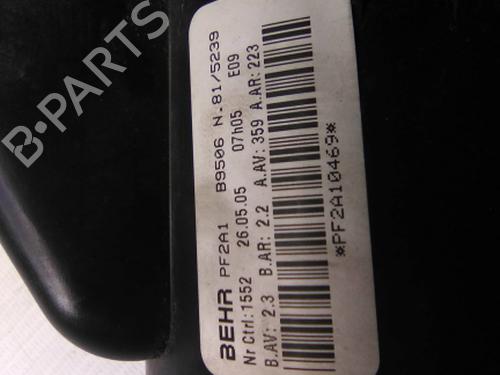 BEHR PF2A1 B9506 N.81/5239
Nr Ctrl:1552 26.05.05 07h05 E09
B.AV: 2.3 B.AR: 2.2 A.AV: 359 A.AR: 223
*PF2A10469*
B-PARTS